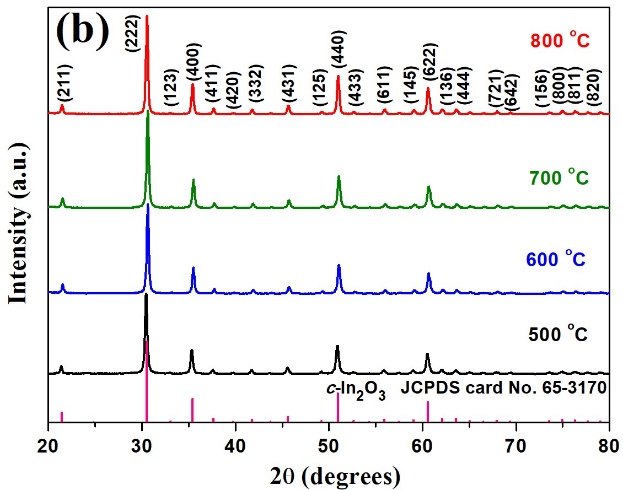 (b)
800 °C
(211)
(222)
(123)
(400)
(411)
(420)
(332)
(431)
(125)
(440)
(433)
(611)
(145)
(622)
(136)
(444)
(721)
(642)
(156)
(800)
(811)
(820)
700 °C
600 °C
500 °C
c-In₂O₃ JCPDS card No. 65-3170
Intensity (a.u.)
20 30 40 50 60 70 80
2θ (degrees)